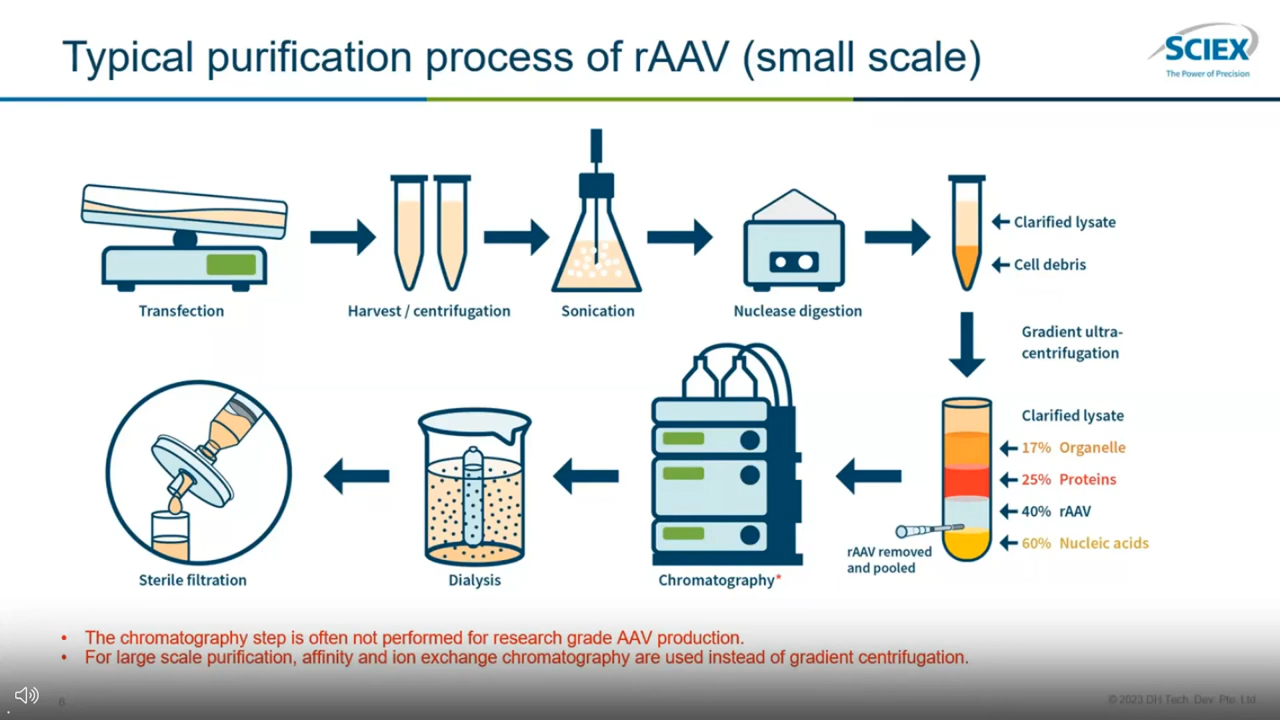 Typical purification process of rAAV (small scale)
SCIEX
The Power of Precision
Transfection
Harvest / centrifugation
Sonication
Nuclease digestion
Clarified lysate
Cell debris
Gradient ultra-
centrifugation
Clarified lysate
17% Organelle
25% Proteins
40% rAAV
60% Nucleic acids
rAAV removed
and pooled
Chromatography*
Dialysis
Sterile filtration
• The chromatography step is often not performed for research grade AAV production.
• For large scale purification, affinity and ion exchange chromatography are used instead of gradient centrifugation.
6
© 2023 DH Tech. Dev. Pte. Ltd.